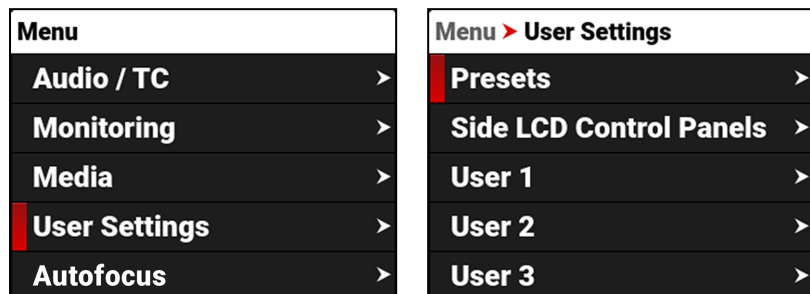 Menu
Audio / TC
Monitoring
Media
User Settings
Autofocus
Menu > User Settings
Presets
Side LCD Control Panels
User 1
User 2
User 3